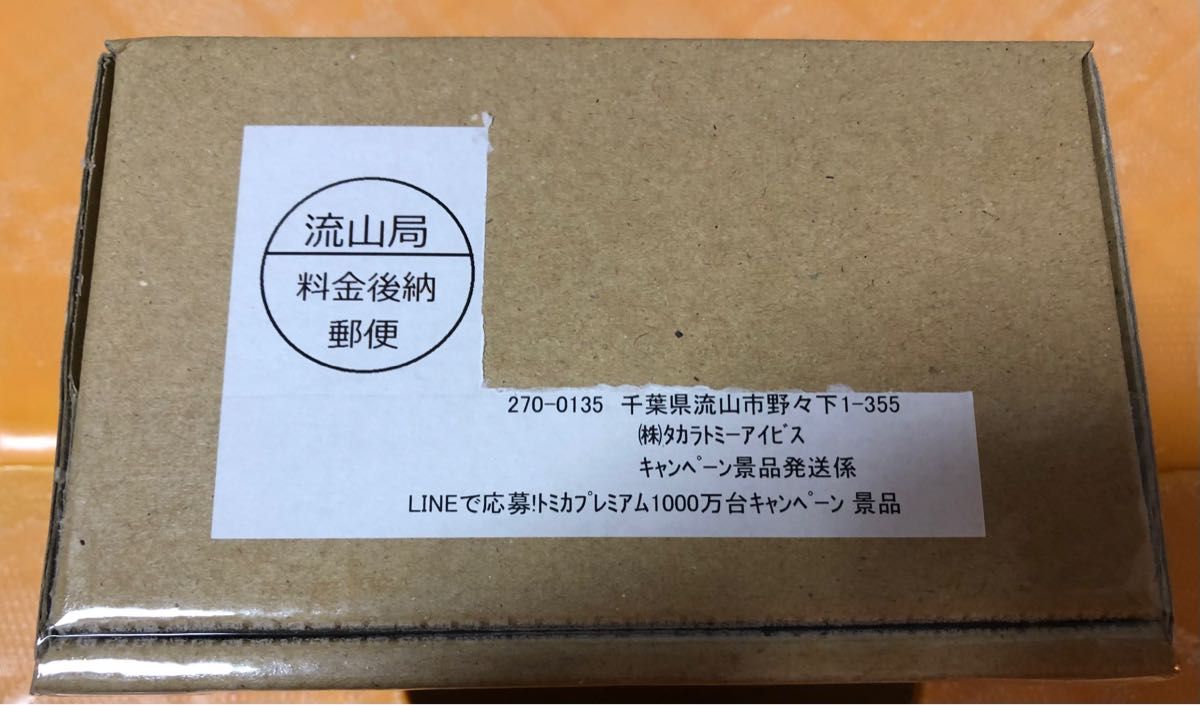 流山局
料金後納
郵便
270-0135 千葉県流山市野々下1-355
㈱ﾀｶﾗﾄﾐｰｱｲﾋﾞｽ
ｷｬﾝﾍﾟｰﾝ景品発送係
LINEで応募!ﾄﾐｶﾌﾟﾚﾐｱﾑ1000万台ｷｬﾝﾍﾟｰﾝ 景品